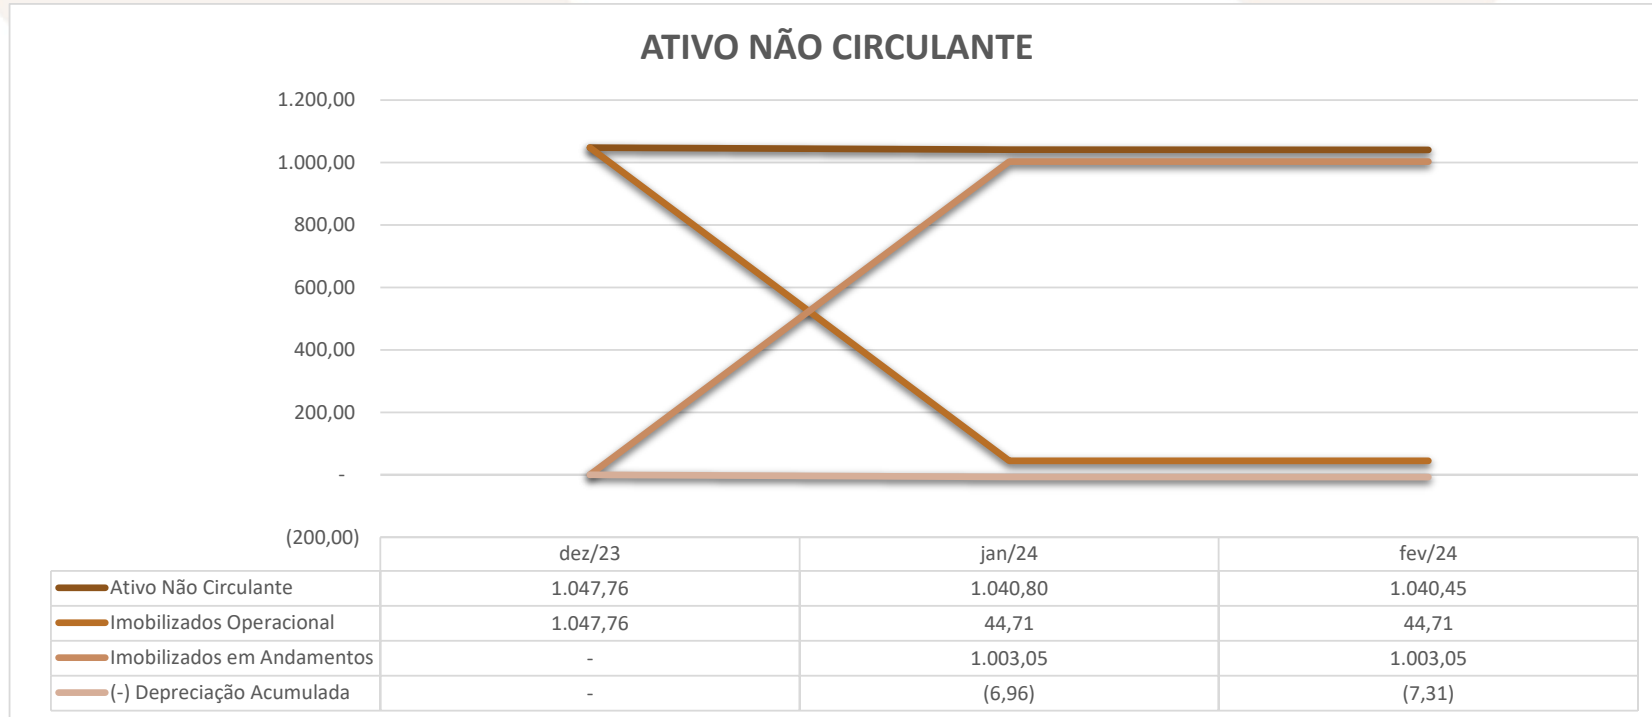 ATIVO NÃO CIRCULANTE
1.200,00
1.000,00
800,00
600,00
400,00
200,00
-
(200,00)
dez/23 jan/24 fev/24
Ativo Não Circulante 1.047,76 1.040,80 1.040,45
Imobilizados Operacional 1.047,76 44,71 44,71
Imobilizados em Andamentos - 1.003,05 1.003,05
(-) Depreciação Acumulada - (6,96) (7,31)